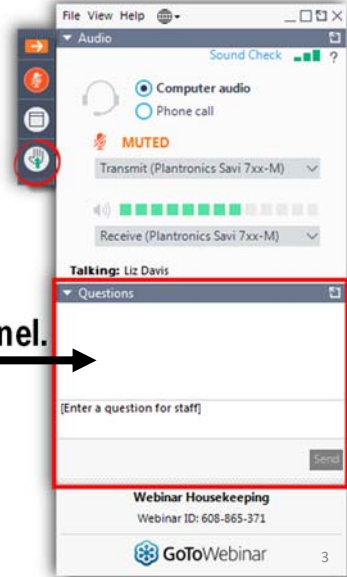 File View Help
Audio
Sound Check ?
Computer audio
Phone call
MUTED
Transmit (Plantronics Savi 7xx-M)
Receive (Plantronics Savi 7xx-M)
Talking: Liz Davis
Questions
nel.
[Enter a question for staff]
Send
Webinar Housekeeping
Webinar ID: 608-865-371
GoToWebinar
3